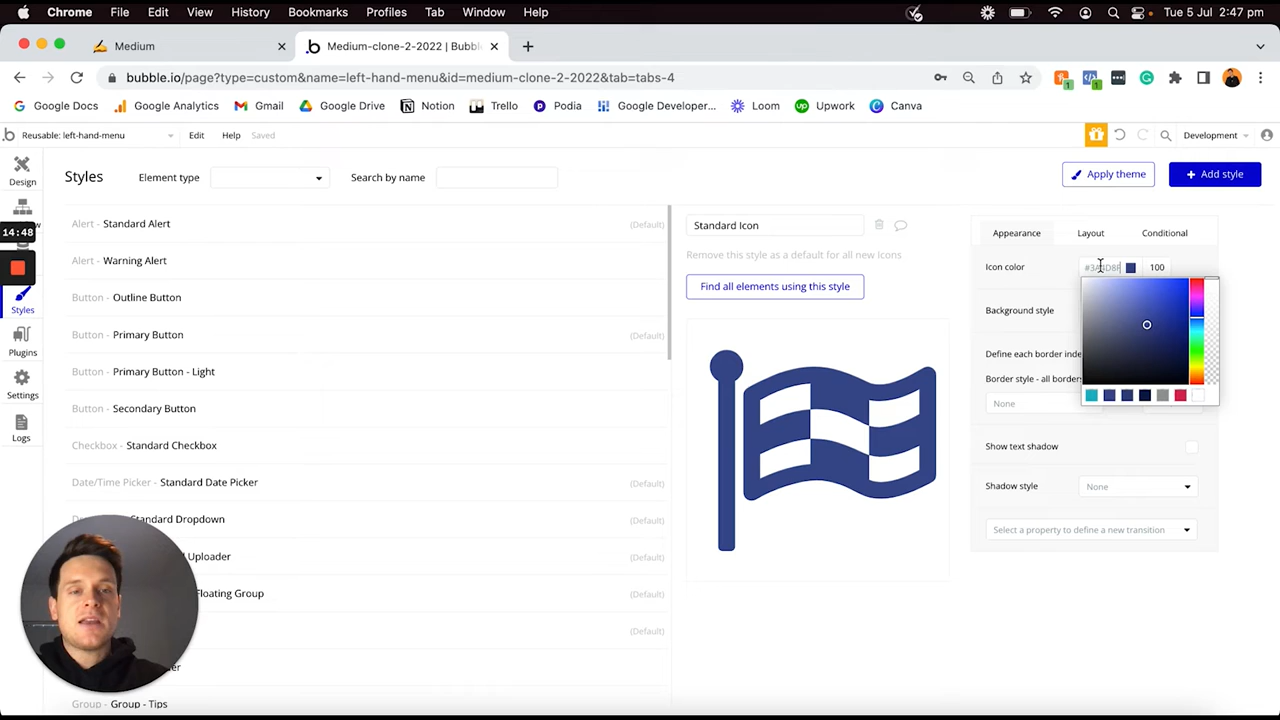 Chrome File Edit View History Bookmarks Profiles Tab Window Help Tue 5 Jul 2:47 pm
Medium
Medium-clone-2-2022 | Bubbl
bubble.io/page?type=custom&name=left-hand-menu&id=medium-clone-2-2022&tab=tabs-4
Google Docs Google Analytics Gmail Google Drive Notion Trello Podia Google Developer... Loom Upwork Canva
Reusable: left-hand-menu Edit Help Saved Development
Design
14:48
Styles
Plugins
Settings
Logs
Styles Element type Search by name Apply theme + Add style
Alert - Standard Alert (Default)
Alert - Warning Alert
Button - Outline Button
Button - Primary Button (Default)
Button - Primary Button - Light
Button - Secondary Button
Checkbox - Standard Checkbox (Default)
Date/Time Picker - Standard Date Picker (Default)
Standard Dropdown (Default)
Uploader (Default)
Floating Group (Default)
(Default)
Group - Group - Tips
Standard Icon
Remove this style as a default for all new Icons
Find all elements using this style
Appearance Layout Conditional
Icon color 100
Background style
Define each border inde
Border style - all borders
None
Show text shadow
Shadow style None
Select a property to define a new transition